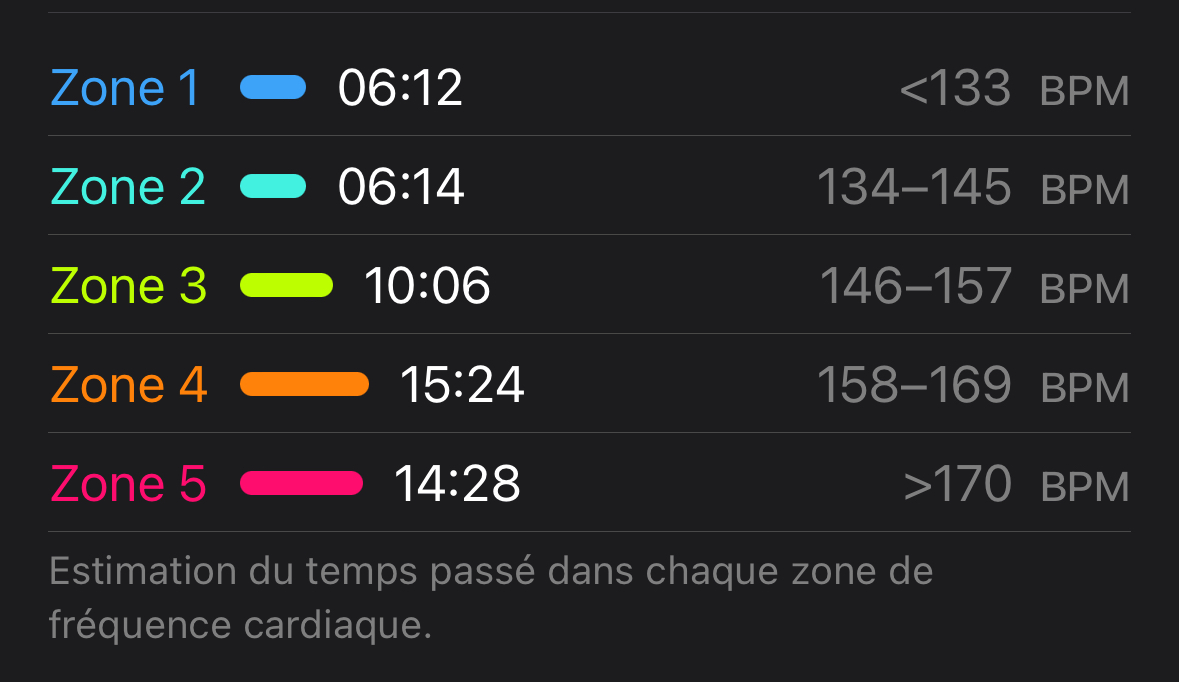 Zone 1 06:12 <133 BPM
Zone 2 06:14 134–145 BPM
Zone 3 10:06 146–157 BPM
Zone 4 15:24 158–169 BPM
Zone 5 14:28 >170 BPM
Estimation du temps passé dans chaque zone de
fréquence cardiaque.